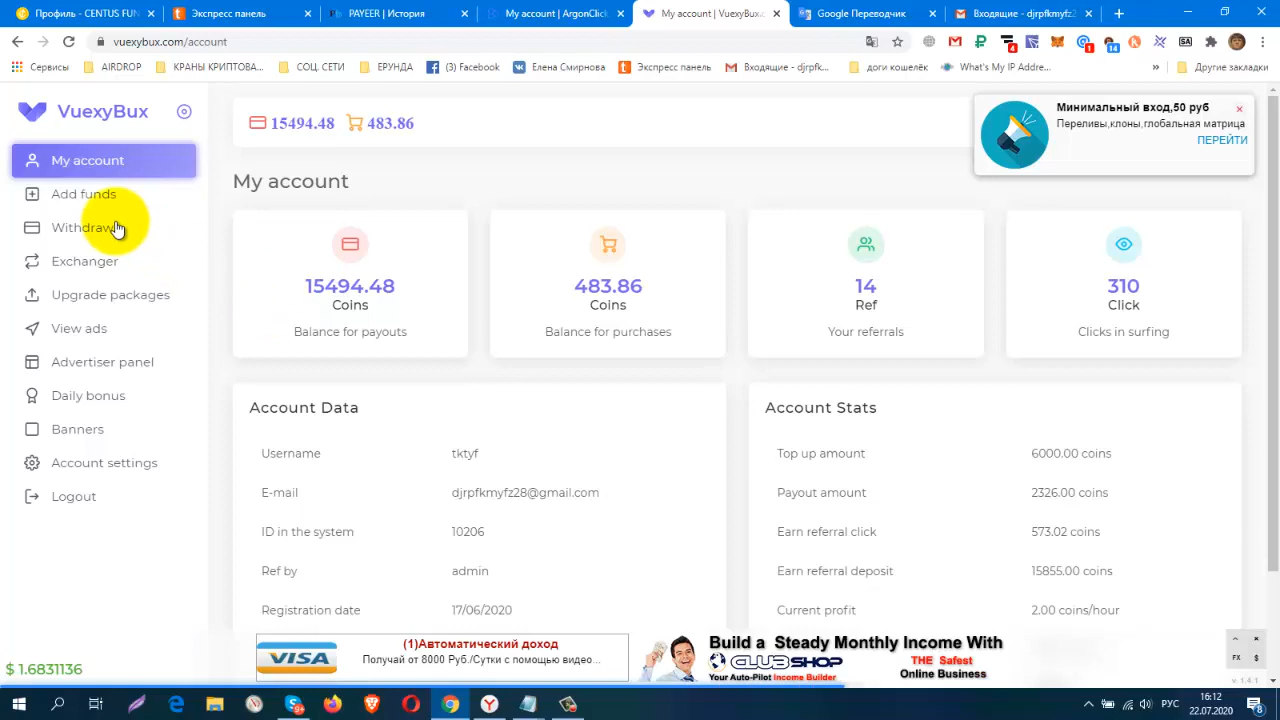 Профиль - CENTUS FUN
Экспресс панель
PAYEER | История
My account | ArgonClick
My account | VuexyBux.
Google Переводчик
Входящие - djrpfkmyfz2
vuexybux.com/account
Сервисы
AIRDROP
КРАНЫ КРИПТОВА...
СОЦ. СЕТИ
ЕРУНДА
(3) Facebook
Елена Смирнова
Экспресс панель
Входящие - djrpfk...
доги кошелёк
What's My IP Addre...
»
Другие закладки
VuexyBux
15494.48 483.86
Минимальный вход,50 руб
Переливы,клоны,глобальная матрица
ПЕРЕЙТИ
My account
Add funds
Withdraw
Exchanger
Upgrade packages
View ads
Advertiser panel
Daily bonus
Banners
Account settings
Logout
My account
15494.48
Coins
Balance for payouts
483.86
Coins
Balance for purchases
14
Ref
Your referrals
310
Click
Clicks in surfing
Account Data
Username tktyf
E-mail djrpfkmyfz28@gmail.com
ID in the system 10206
Ref by admin
Registration date 17/06/2020
Account Stats
Top up amount 6000.00 coins
Payout amount 2326.00 coins
Earn referral click 573.02 coins
Earn referral deposit 15855.00 coins
Current profit 2.00 coins/hour
(1)Автоматический доход
VISA
Получай от 8000 Руб./Сутки с помощью видео...
Build a Steady Monthly Income With
CLUBSHOP
Your Auto-Pilot Income Builder
THE Safest
Online Business
$ 1.6831136
FX $
v. 1.4.1
РУС
16:12
22.07.2020